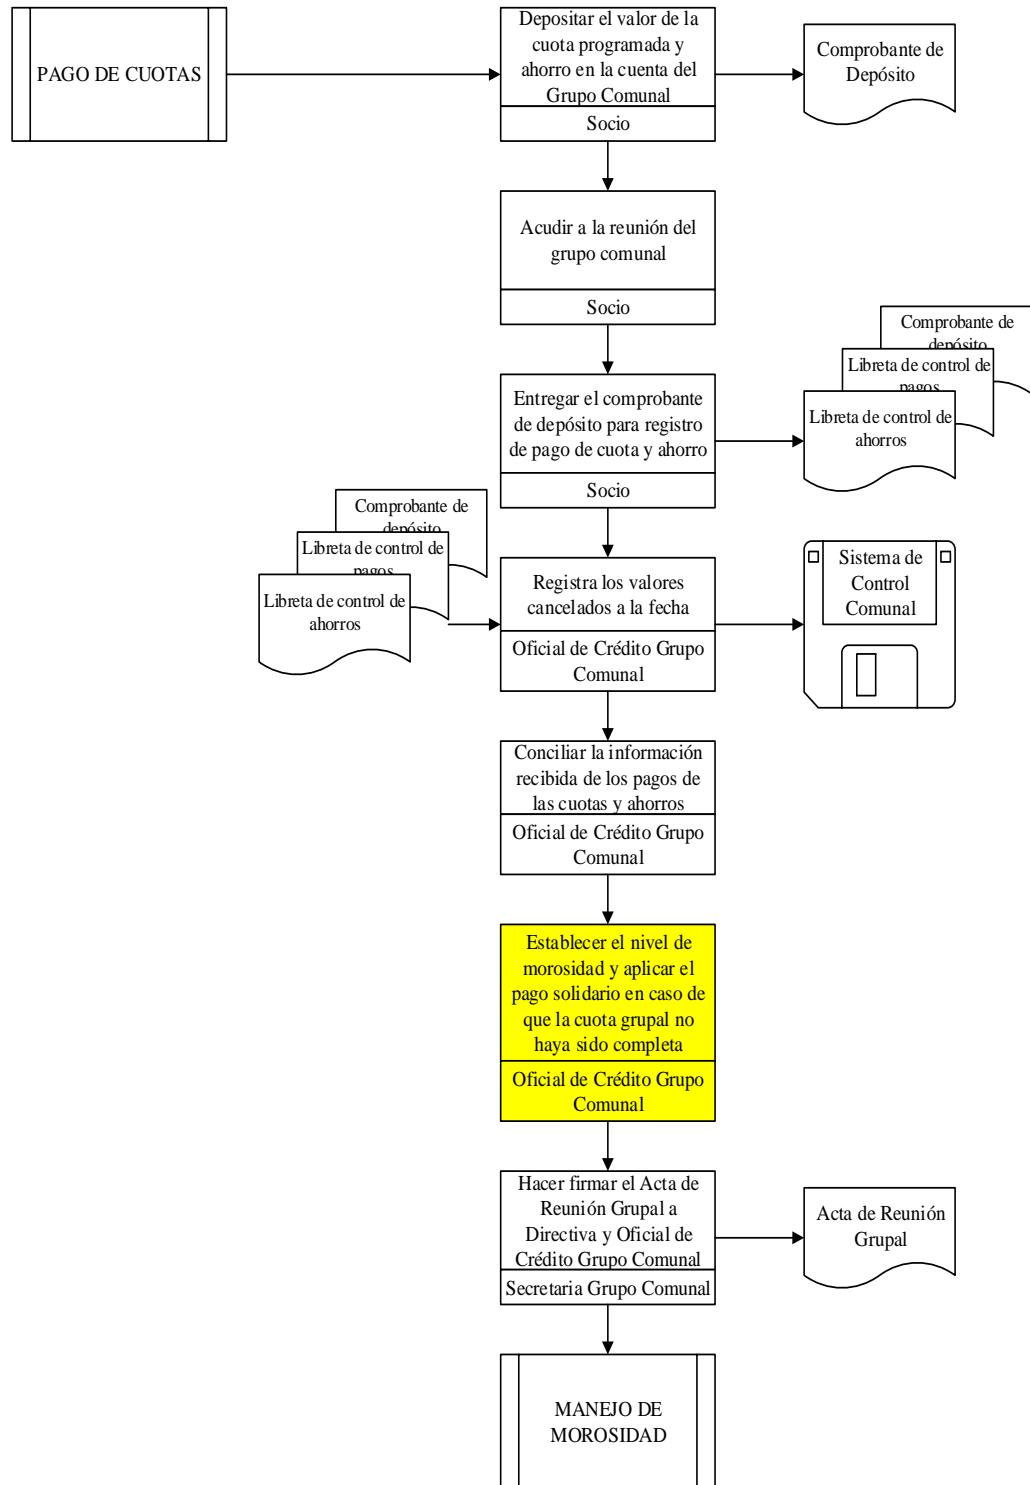 PAGO DE CUOTAS
Depositar el valor de la
cuota programada y
ahorro en la cuenta del
Grupo Comunal
Socio
Comprobante de
Depósito
Acudir a la reunión del
grupo comunal
Socio
Entregar el comprobante
de depósito para registro
de pago de cuota y ahorro
Socio
Comprobante de
depósito
Libreta de control de
pagos
Libreta de control de
ahorros
Comprobante de
depósito
Libreta de control de
pagos
Libreta de control de
ahorros
Registra los valores
cancelados a la fecha
Oficial de Crédito Grupo
Comunal
Sistema de
Control
Comunal
Conciliar la información
recibida de los pagos de
las cuotas y ahorros
Oficial de Crédito Grupo
Comunal
Establecer el nivel de
morosidad y aplicar el
pago solidario en caso de
que la cuota grupal no
haya sido completa
Oficial de Crédito Grupo
Comunal
Hacer firmar el Acta de
Reunión Grupal a
Directiva y Oficial de
Crédito Grupo Comunal
Secretaria Grupo Comunal
Acta de Reunión
Grupal
MANEJO DE
MOROSIDAD